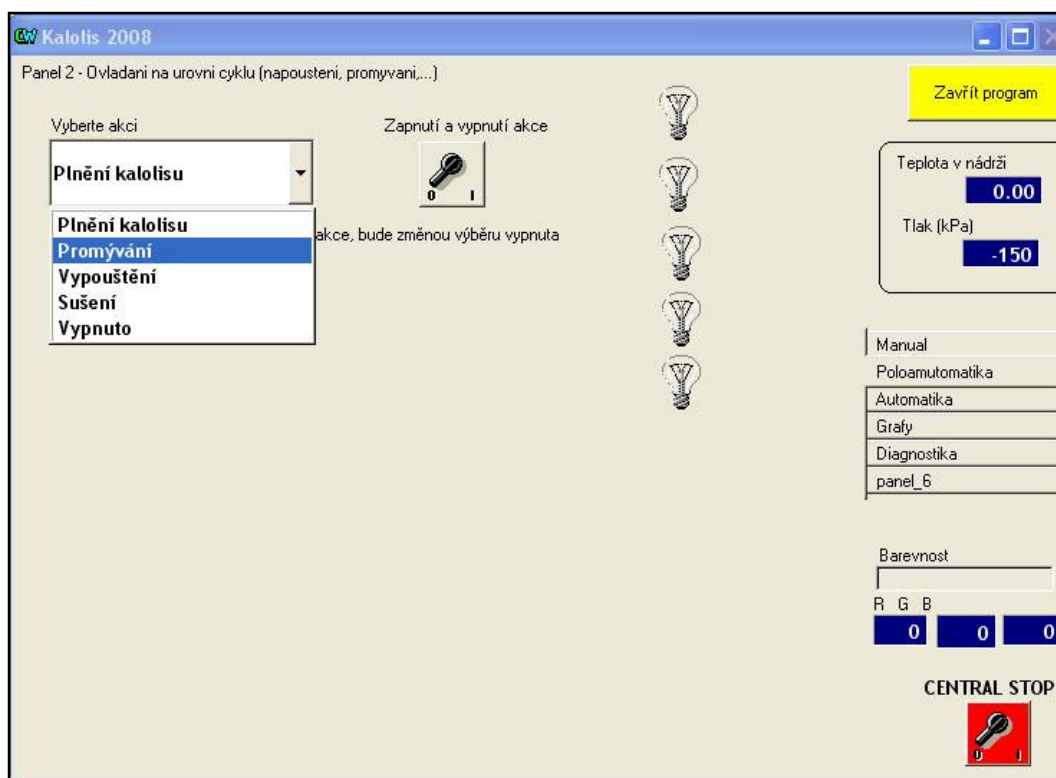 Kalolis 2008
Panel 2 - Ovladani na urovni cyklu (napousteni, promyvani,...)
Zavřít program
Vyberte akci
Zapnutí a vypnutí akce
Plnění kalolisu
0 I
Plnění kalolisu
Promývání
Vypouštění
Sušení
Vypnuto
akce, bude změnou výběru vypnuta
Teplota v nádrži
0.00
Tlak (kPa)
-150
Manual
Poloamutomatika
Automatika
Grafy
Diagnostika
panel_6
Barevnost
R G B
0 0 0
CENTRAL STOP
0 I